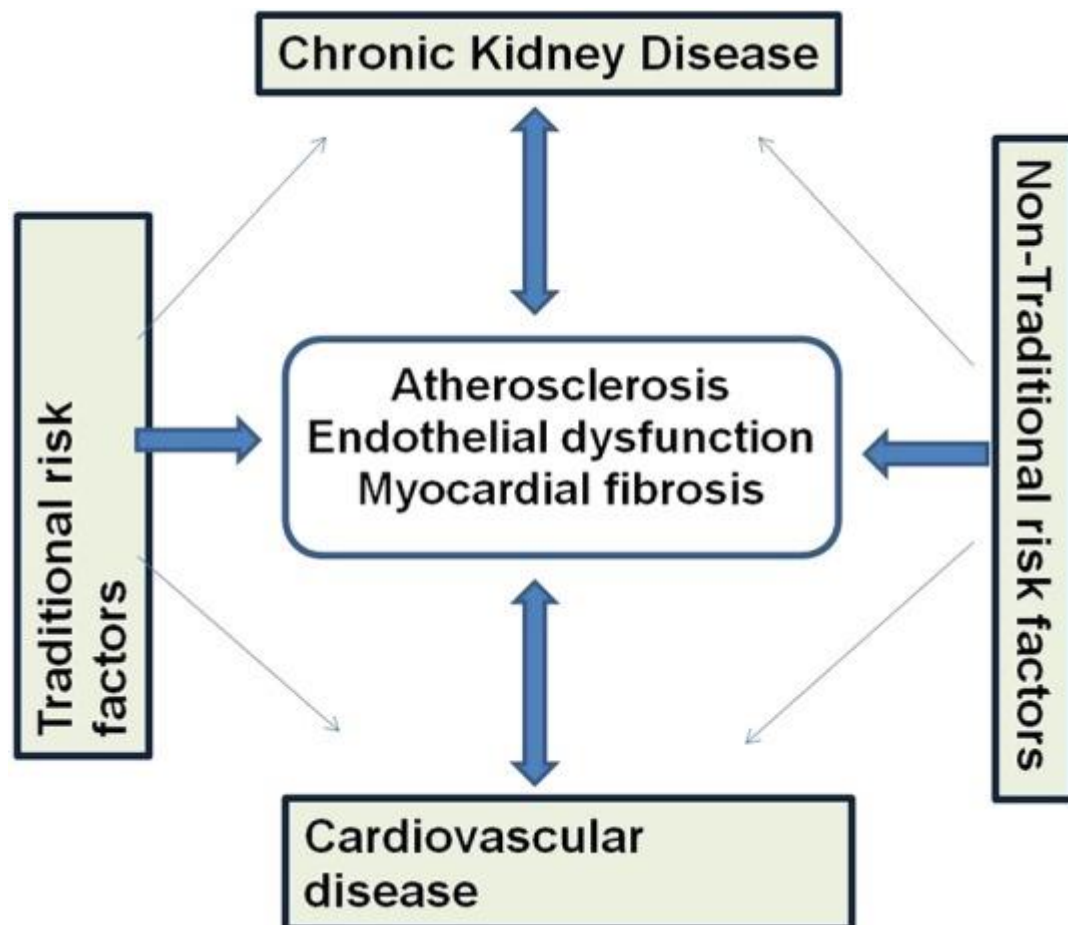 Chronic Kidney Disease
Traditional risk
factors
Atherosclerosis
Endothelial dysfunction
Myocardial fibrosis
Non-Traditional risk factors
Cardiovascular
disease